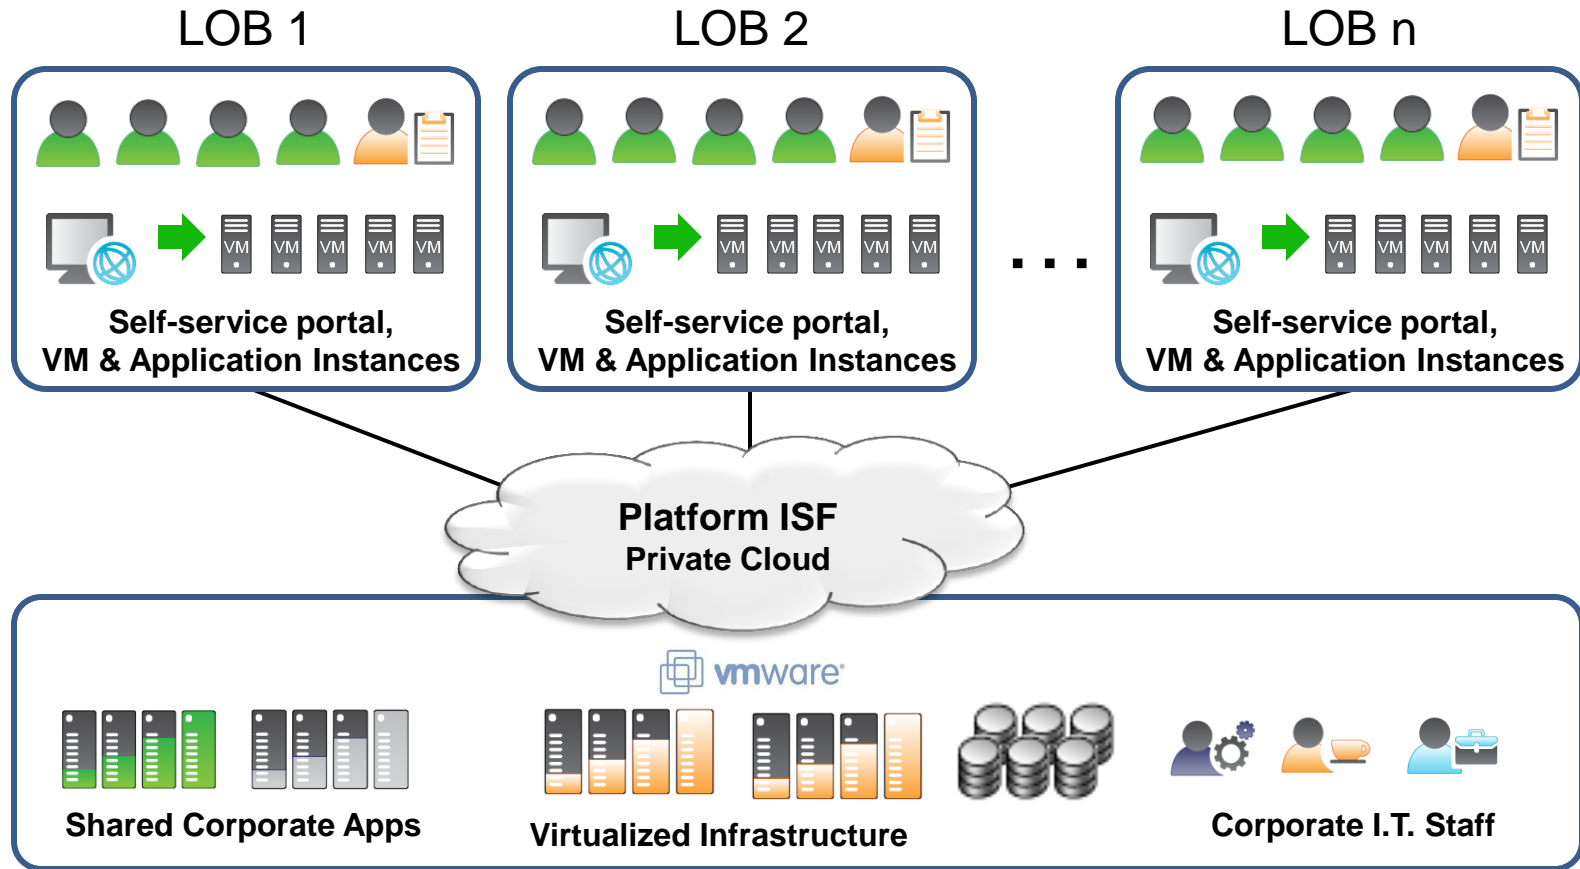 LOB 1
LOB 2
LOB n
VM VM VM VM VM
VM VM VM VM VM
VM VM VM VM VM
. . .
Self-service portal,
VM & Application Instances
Self-service portal,
VM & Application Instances
Self-service portal,
VM & Application Instances
Platform ISF
Private Cloud
vmware®
Shared Corporate Apps
Virtualized Infrastructure
Corporate I.T. Staff